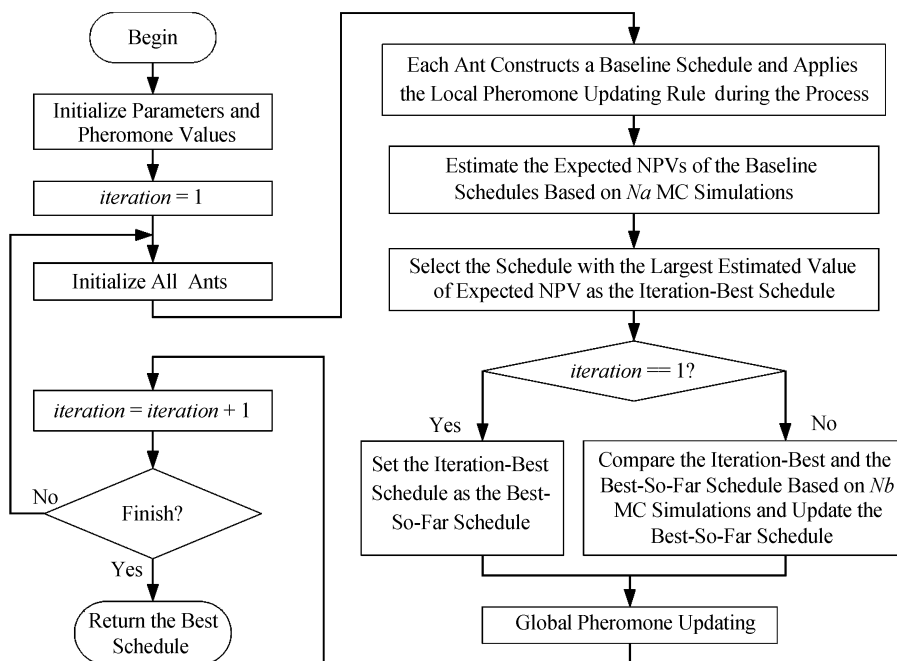 Begin
Initialize Parameters and
Pheromone Values
iteration = 1
Initialize All Ants
iteration = iteration + 1
No
Finish?
Yes
Return the Best
Schedule
Each Ant Constructs a Baseline Schedule and Applies
the Local Pheromone Updating Rule during the Process
Estimate the Expected NPVs of the Baseline
Schedules Based on Na MC Simulations
Select the Schedule with the Largest Estimated Value
of Expected NPV as the Iteration-Best Schedule
iteration == 1?
Yes
No
Set the Iteration-Best
Schedule as the Best-
So-Far Schedule
Compare the Iteration-Best and the
Best-So-Far Schedule Based on Nb
MC Simulations and Update the
Best-So-Far Schedule
Global Pheromone Updating